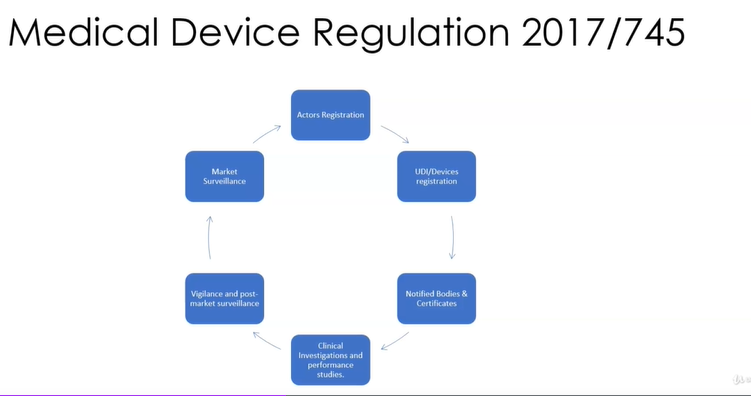 Medical Device Regulation 2017/745
Actors Registration
UDI/Devices
registration
Notified Bodies &
Certificates
Clinical
Investigations and
performance
studies.
Vigilance and post-
market surveillance
Market
Surveillance